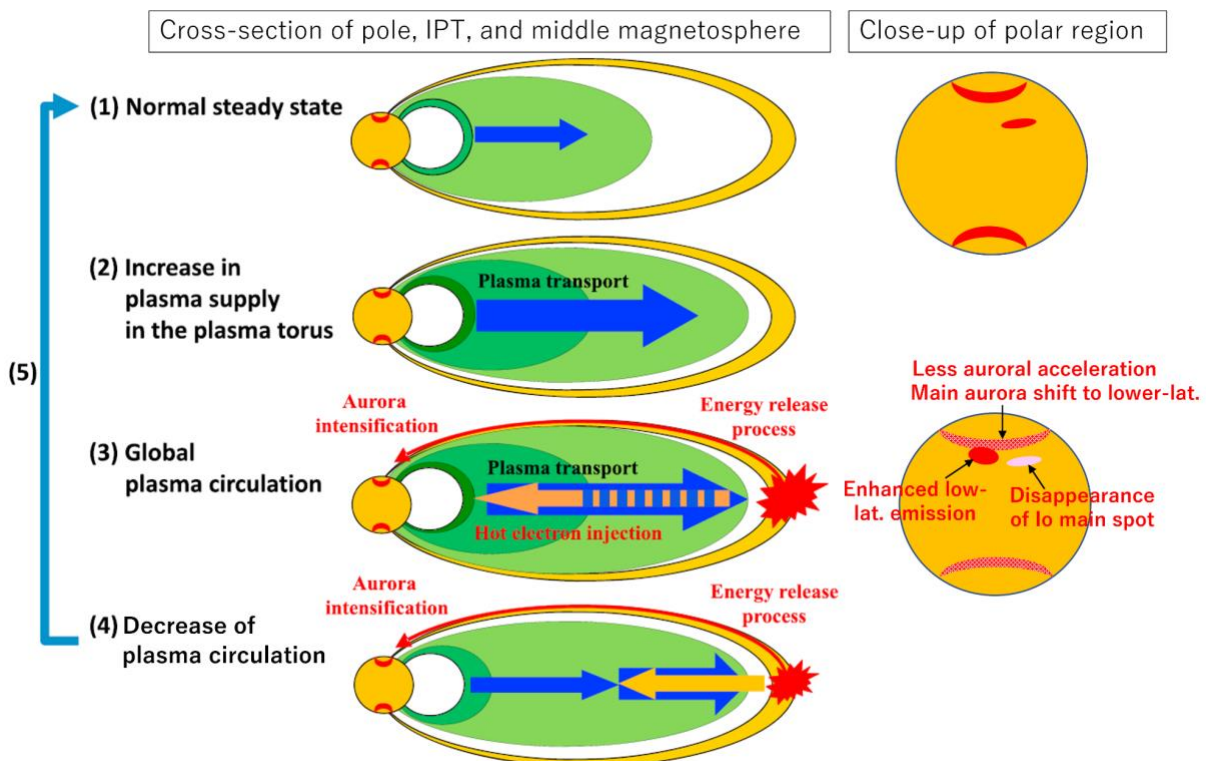 Cross-section of pole, IPT, and middle magnetosphere
Close-up of polar region
(1) Normal steady state
(2) Increase in
plasma supply
in the plasma torus
Plasma transport
(5)
(3) Global
plasma circulation
Aurora
intensification
Energy release
process
Plasma transport
Hot electron injection
Less auroral acceleration
Main aurora shift to lower-lat.
Enhanced low-
lat. emission
Disappearance
of Io main spot
(4) Decrease of
plasma circulation
Aurora
intensification
Energy release
process